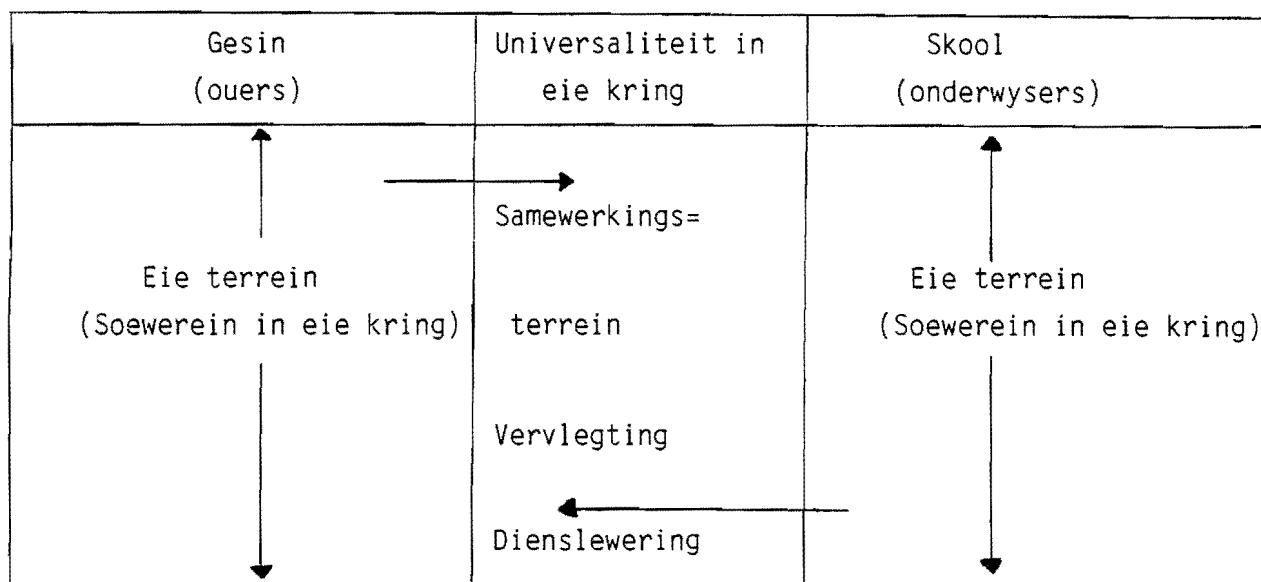 Gesin
(ouers)
Universaliteit in
eie kring
Skool
(onderwysers)
Eie terrein
(Soewerein in eie kring)
Samewerkings=
terrein
Vervlegting
Dienslewering
Eie terrein
(Soewerein in eie kring)